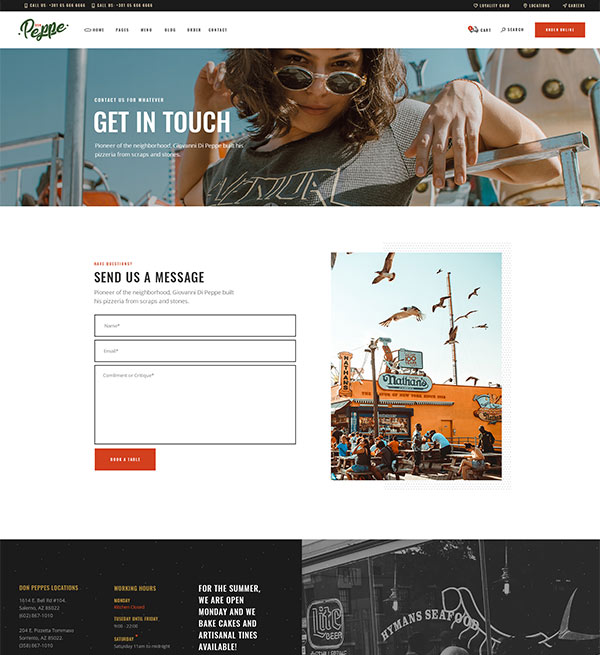 CALL US +301 65 666 6666
CALL US +301 65 666 6666
LOYALITY CARD
LOCATIONS
CAREERS
DON Peppe
HOME
PAGES
MENU
BLOG
ORDER
CONTACT
CART
SEARCH
ORDER ONLINE
CONTACT US FOR WHATEVER
GET IN TOUCH
Pioneer of the neighborhood, Giovanni Di Peppe built his
pizzeria from scraps and stones.
HAVE QUESTIONS?
SEND US A MESSAGE
Pioneer of the neighborhood, Giovanni Di Peppe built
his pizzeria from scraps and stones.
Name*
Email*
Comliment or Critique*
BOOK A TABLE
NATHAN'S
Nathan's
DON PEPPES LOCATIONS
1614 E. Bell Rd #104,
Salerno, AZ 85022
(602) 867-1010
204 E. Pizzetta Tommaso
Sorrento, AZ 85022.
(358) 867-1010
WORKING HOURS
MONDAY
Kitchen Closed
TUESDAY UNTIL FRIDAY
9:00 - 22:00
SATURDAY
Saturday 11am to midnight
FOR THE SUMMER,
WE ARE OPEN
MONDAY AND WE
BAKE CAKES AND
ARTISANAL TINES
AVAILABLE!
Lite
BEER
HYMANS SEAFOOD